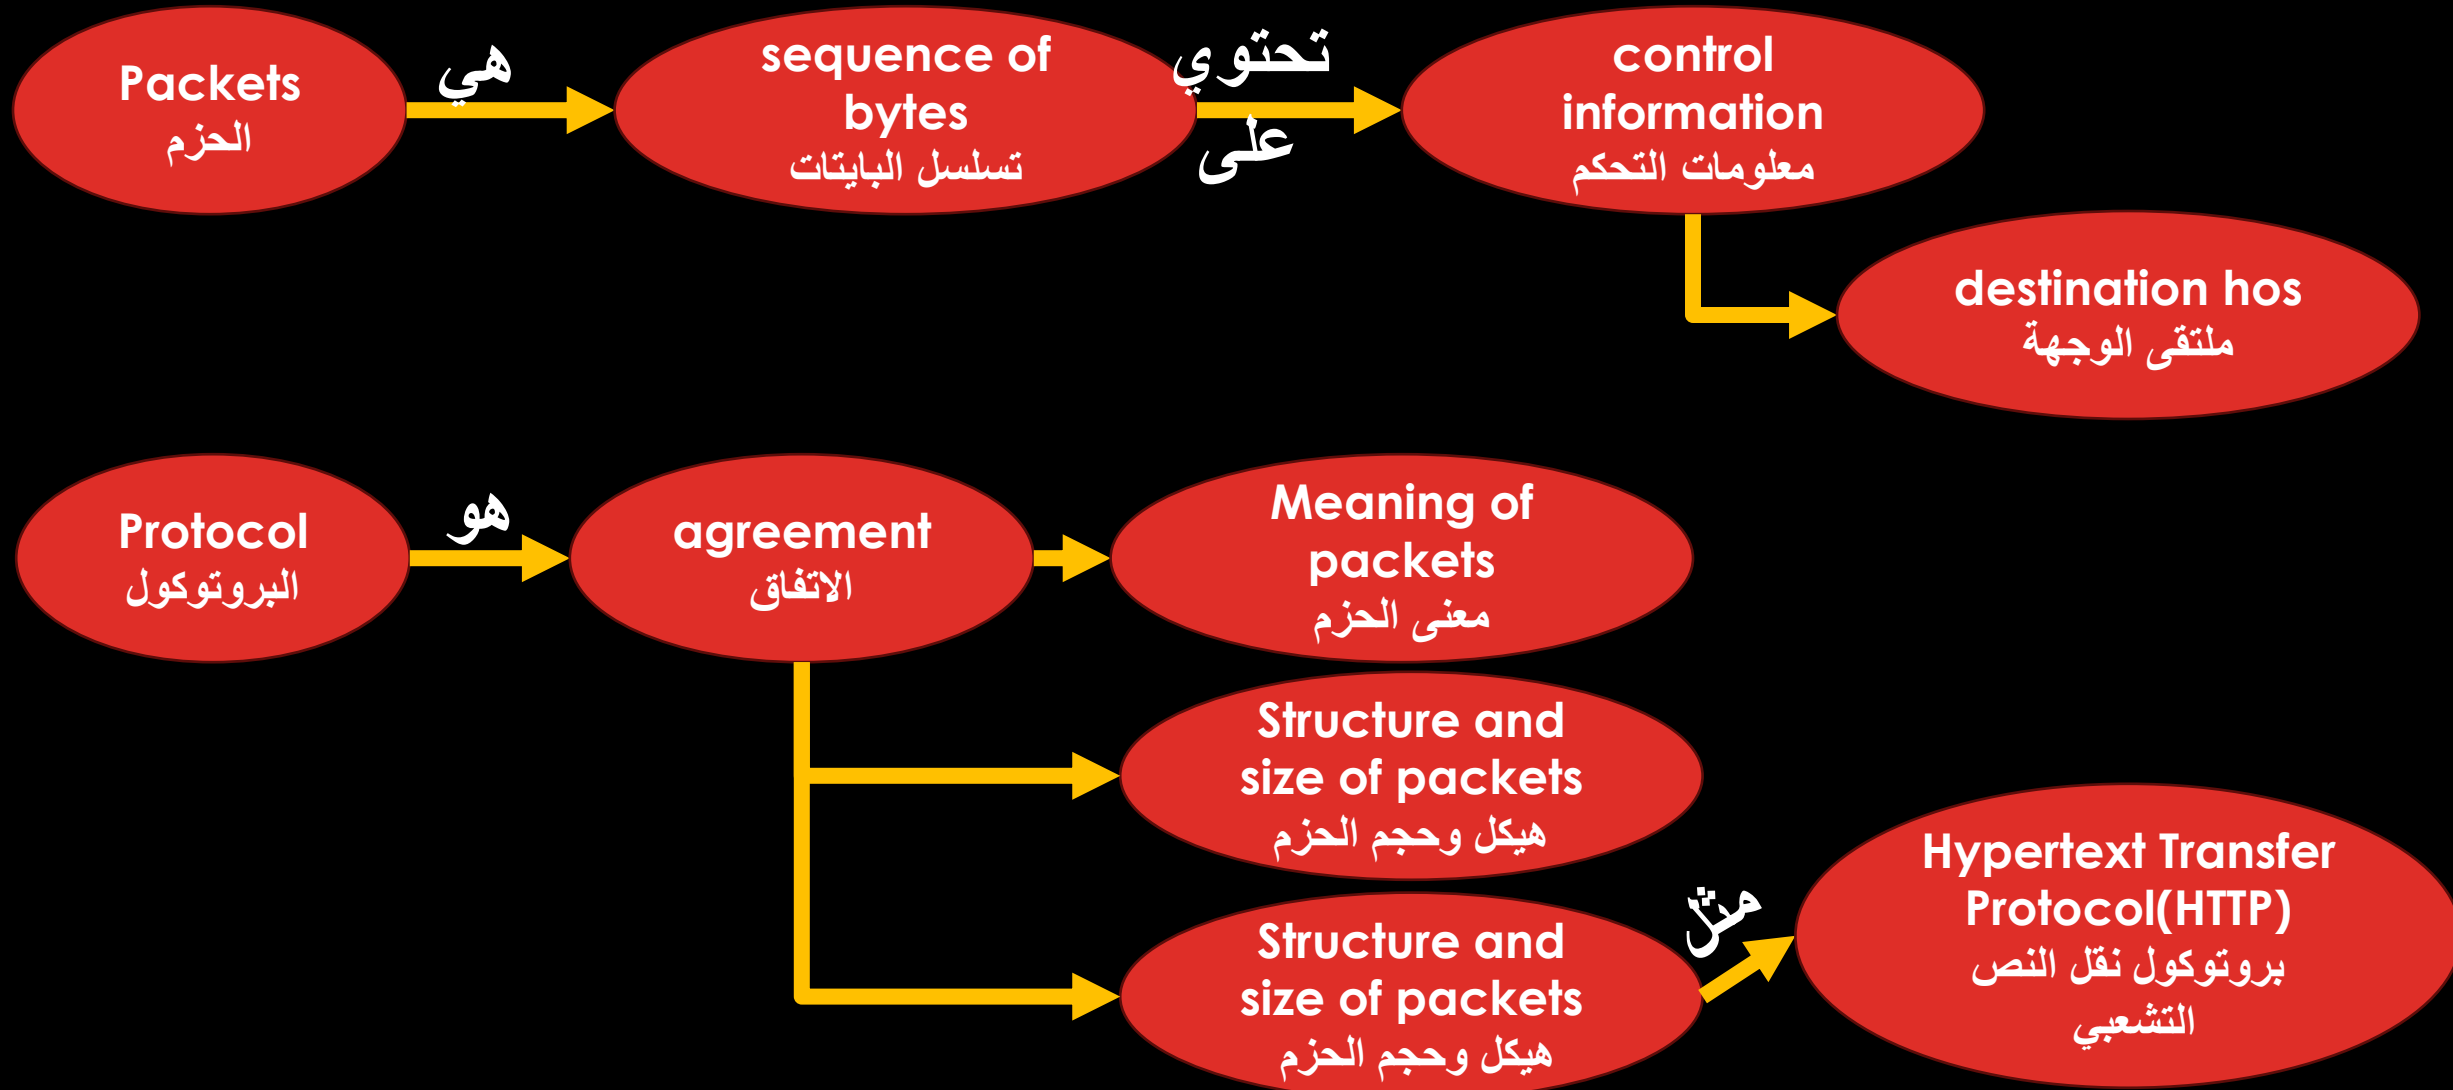 Packets
الحزم
هي
sequence of
bytes
تسلسل البايتات
تحتوي
على
control
information
معلومات التحكم
destination hos
ملتقى الوجهة
Protocol
البروتوكول
هو
agreement
الاتفاق
Meaning of
packets
معنى الحزم
Structure and
size of packets
هيكل وحجم الحزم
Structure and
size of packets
هيكل وحجم الحزم
مثل
Hypertext Transfer
Protocol(HTTP)
بروتوكول نقل النص
التشعبي